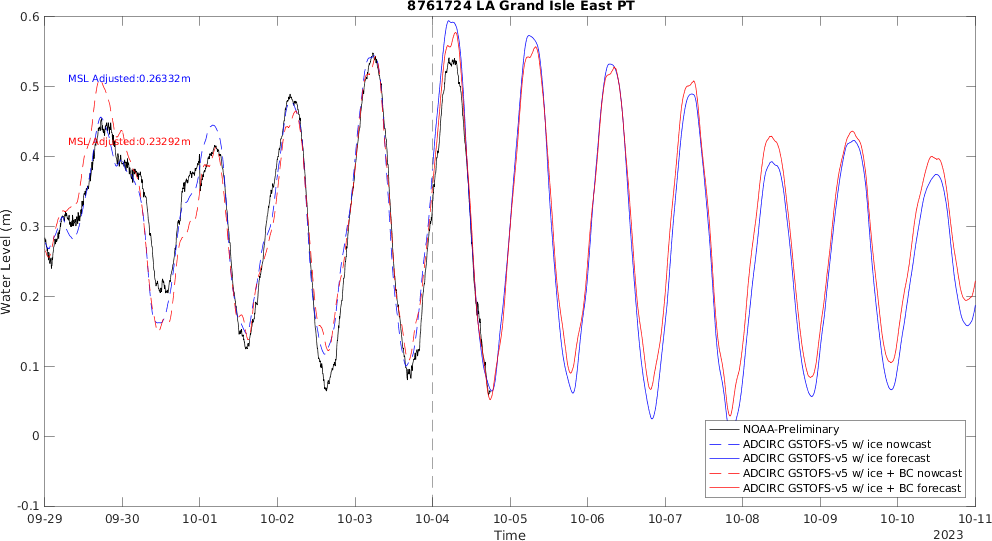 8761724 LA Grand Isle East PT
0.6
0.5
0.4
0.3
0.2
0.1
0
-0.1
Water Level (m)
MSL Adjusted:0.26332m
MSL Adjusted:0.23292m
NOAA-Preliminary
ADCIRC GSTOFS-v5 w/ ice nowcast
ADCIRC GSTOFS-v5 w/ ice forecast
ADCIRC GSTOFS-v5 w/ ice + BC nowcast
ADCIRC GSTOFS-v5 w/ ice + BC forecast
09-29 09-30 10-01 10-02 10-03 10-04 10-05 10-06 10-07 10-08 10-09 10-10 10-11
Time
2023